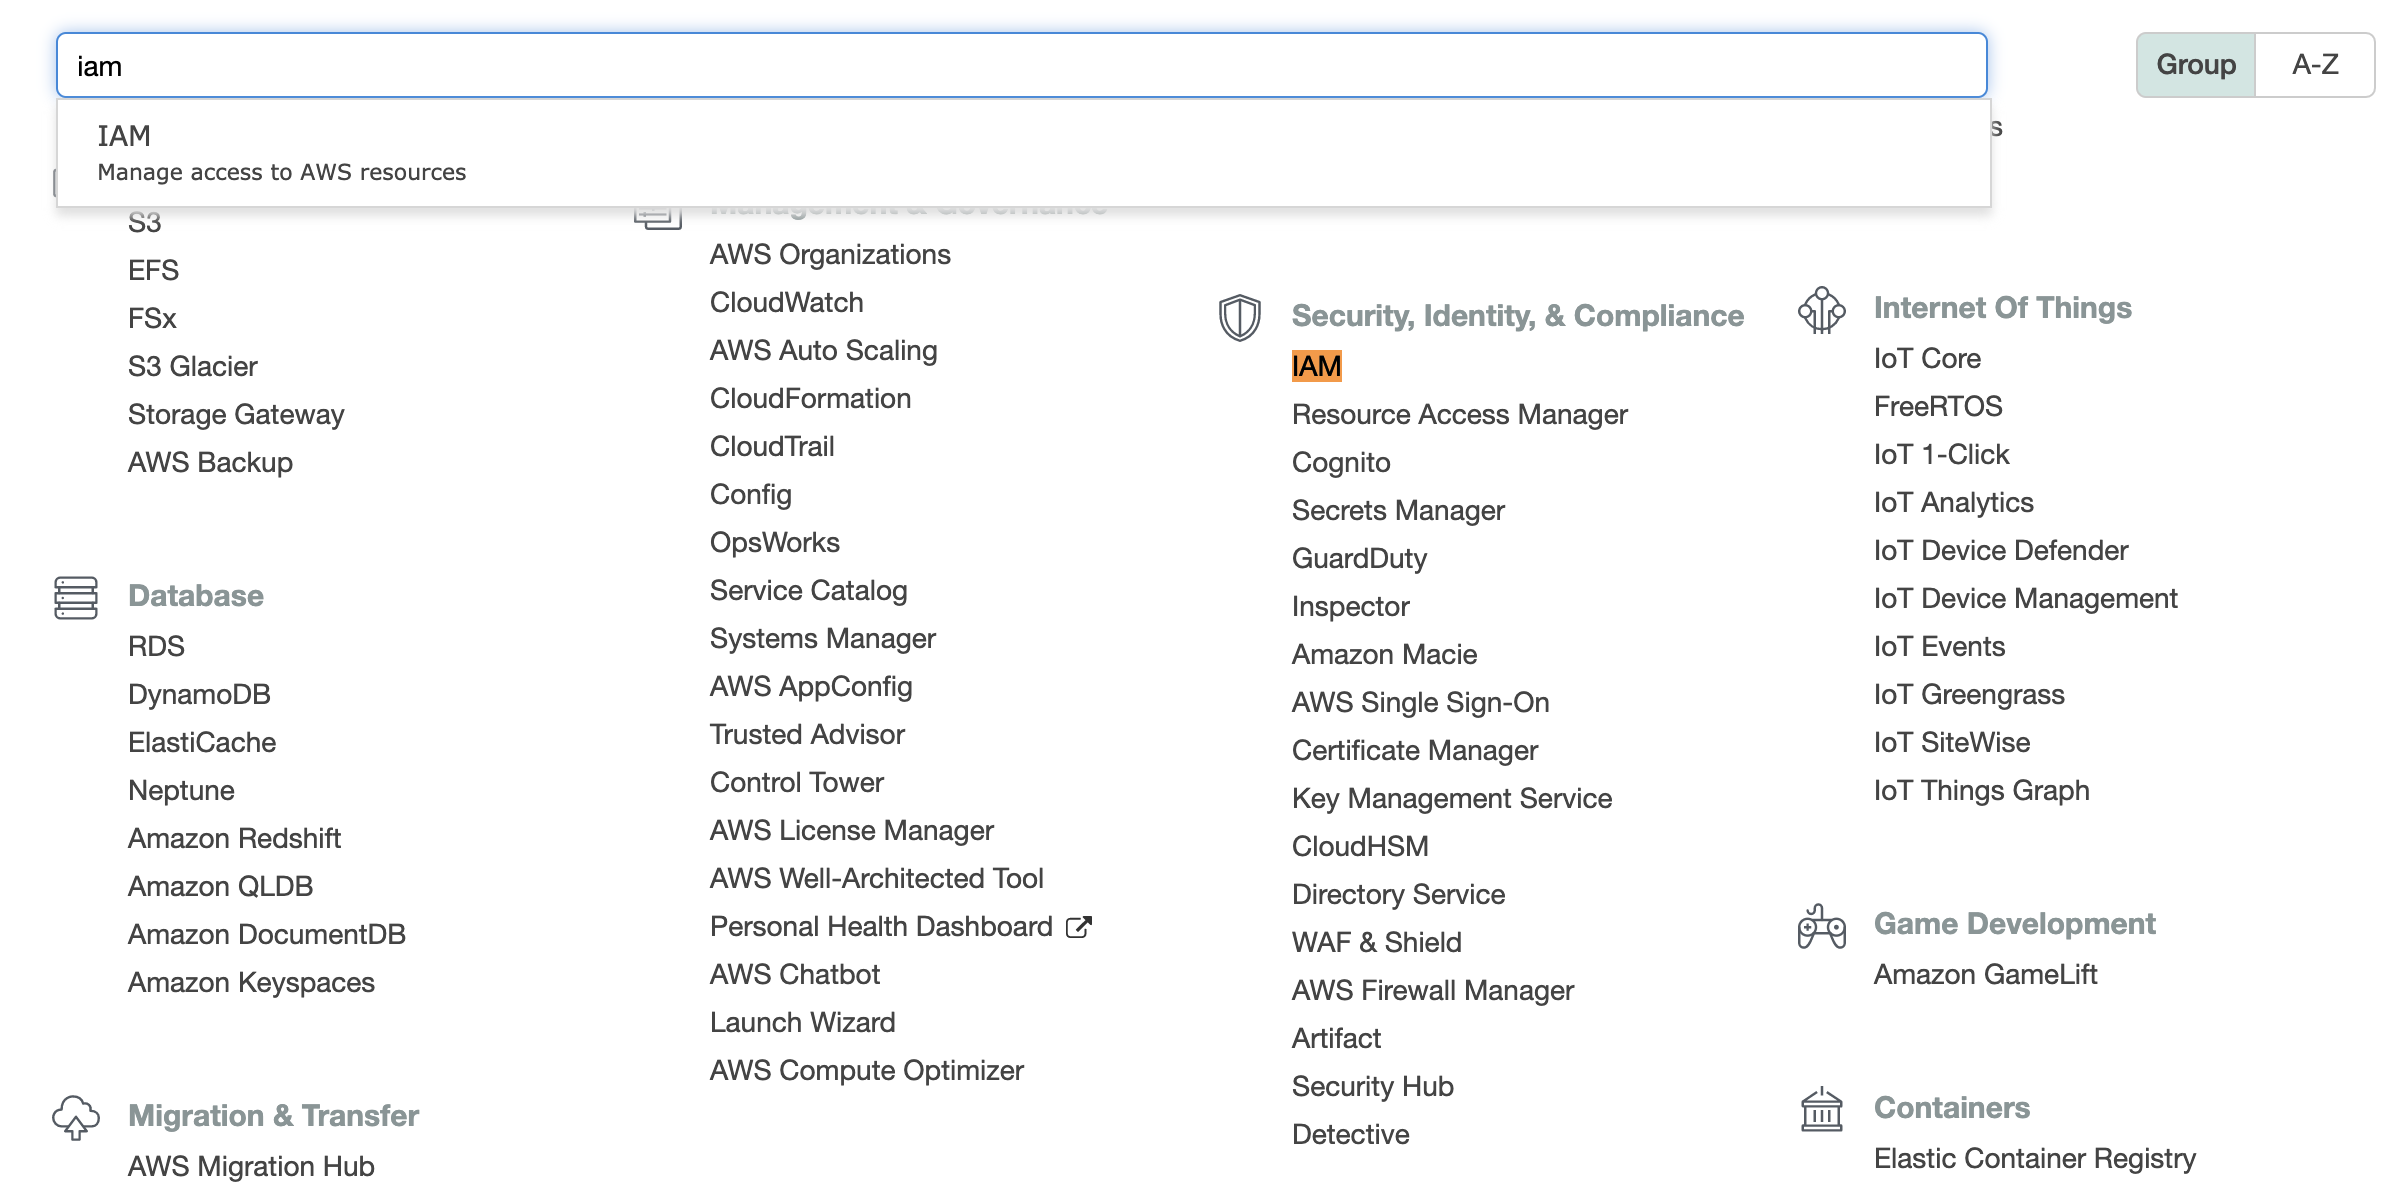 iam
Group
A-Z
IAM
Manage access to AWS resources
S3
EFS
FSx
S3 Glacier
Storage Gateway
AWS Backup
Database
RDS
DynamoDB
ElastiCache
Neptune
Amazon Redshift
Amazon QLDB
Amazon DocumentDB
Amazon Keyspaces
Migration & Transfer
AWS Migration Hub
Management & Governance
AWS Organizations
CloudWatch
AWS Auto Scaling
CloudFormation
CloudTrail
Config
OpsWorks
Service Catalog
Systems Manager
AWS AppConfig
Trusted Advisor
Control Tower
AWS License Manager
AWS Well-Architected Tool
Personal Health Dashboard
AWS Chatbot
Launch Wizard
AWS Compute Optimizer
Security, Identity, & Compliance
IAM
Resource Access Manager
Cognito
Secrets Manager
GuardDuty
Inspector
Amazon Macie
AWS Single Sign-On
Certificate Manager
Key Management Service
CloudHSM
Directory Service
WAF & Shield
AWS Firewall Manager
Artifact
Security Hub
Detective
Internet Of Things
IoT Core
FreeRTOS
IoT 1-Click
IoT Analytics
IoT Device Defender
IoT Device Management
IoT Events
IoT Greengrass
IoT SiteWise
IoT Things Graph
Game Development
Amazon GameLift
Containers
Elastic Container Registry